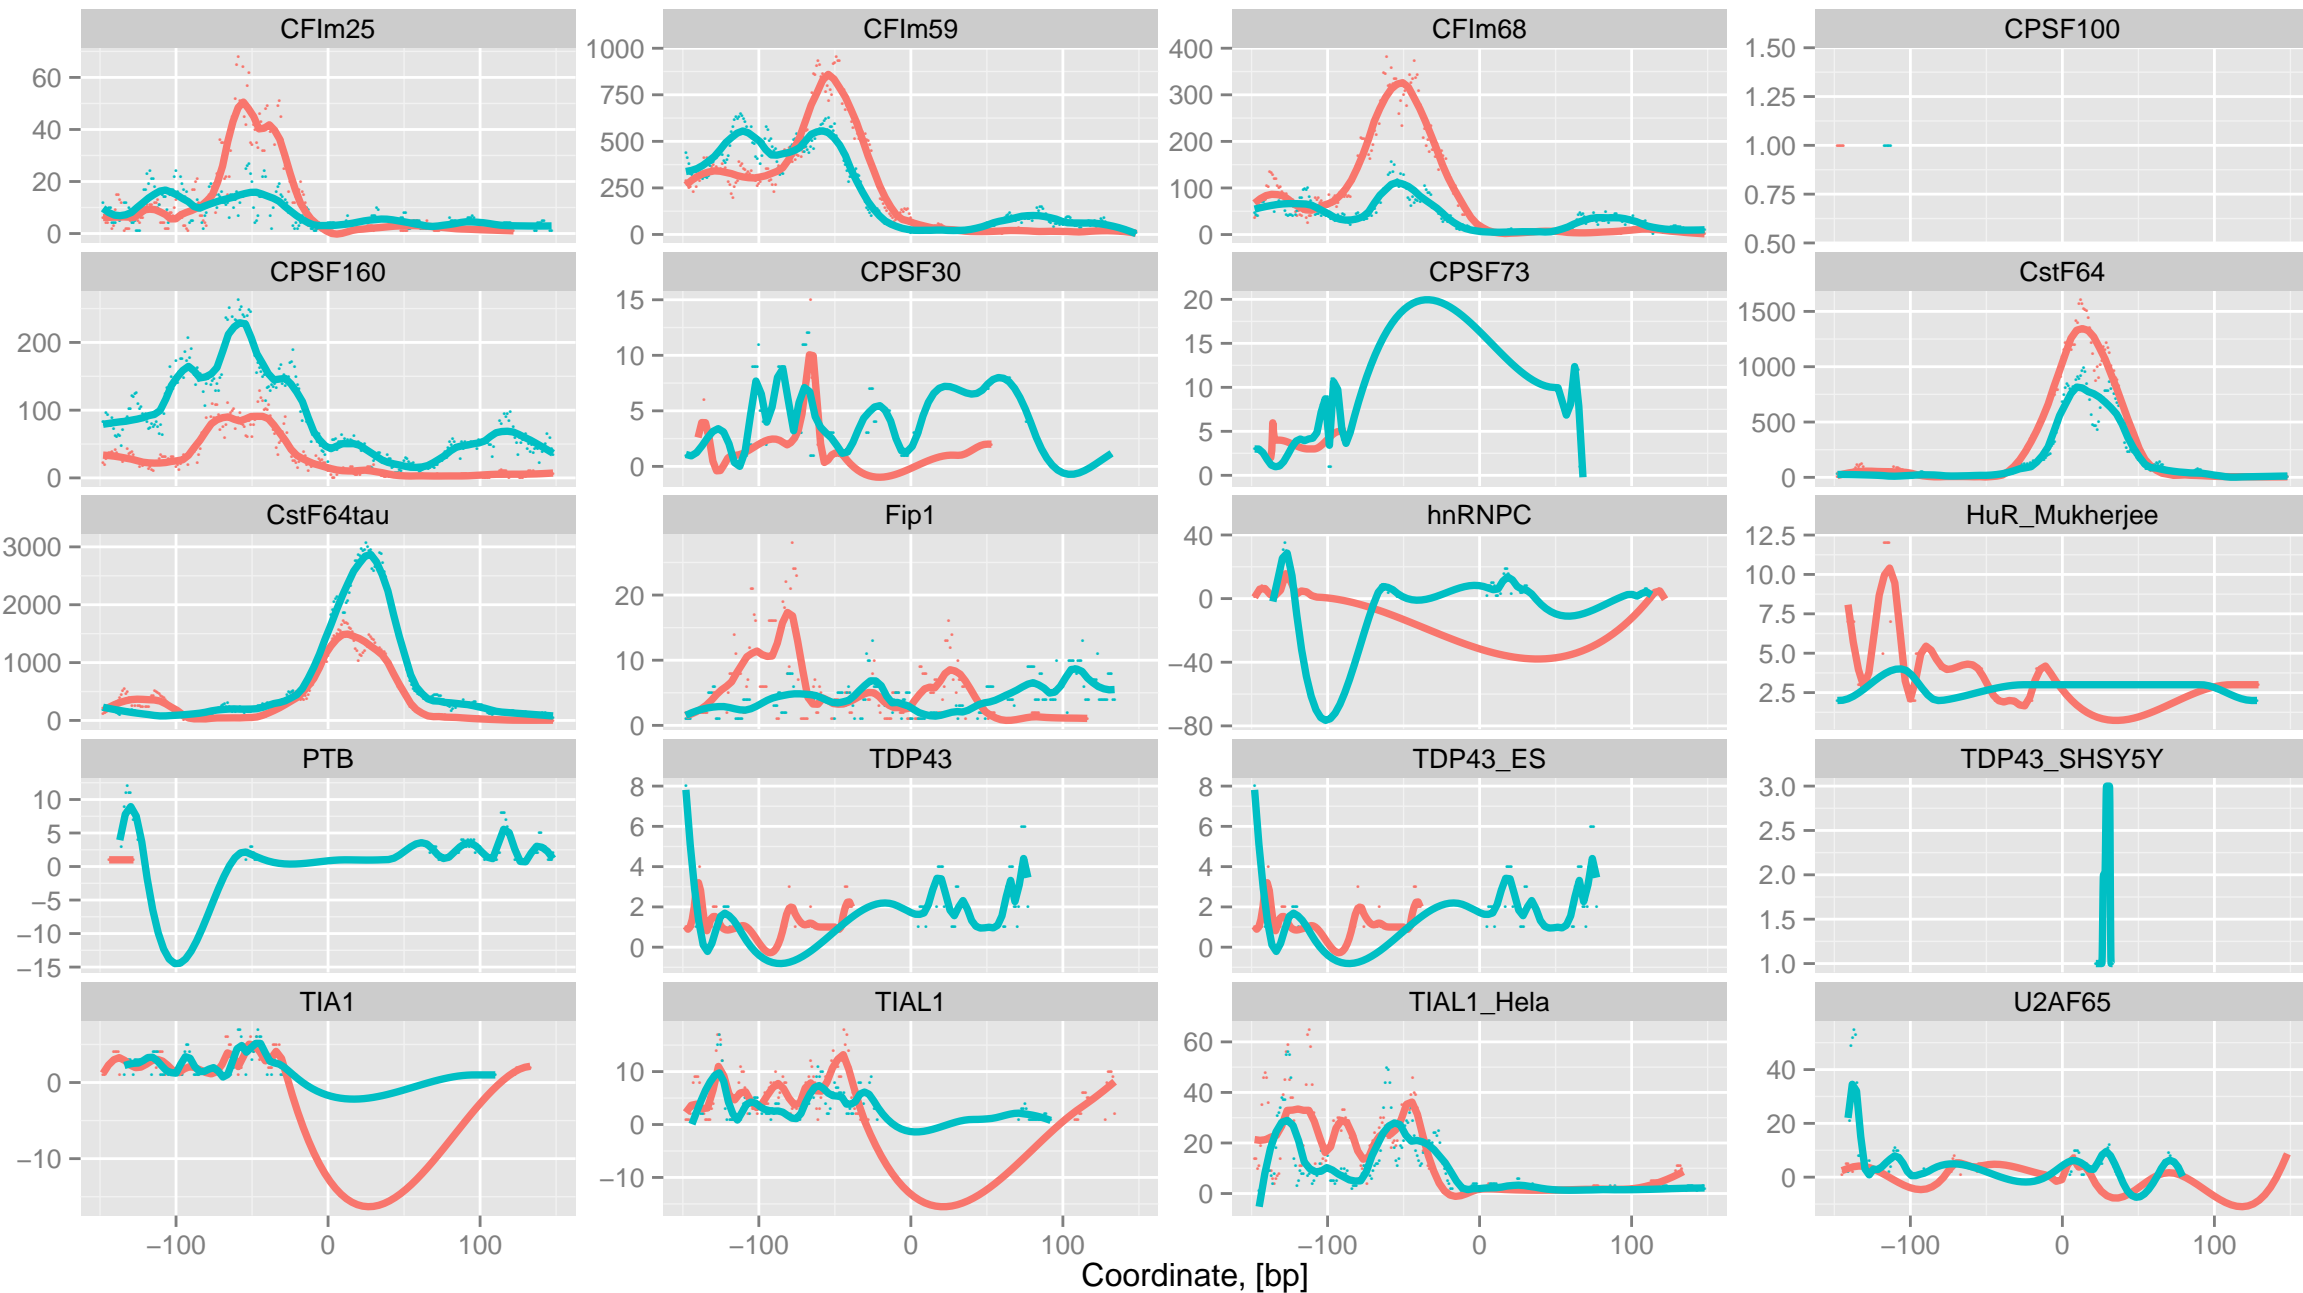 CFIm25 CFIm59 CFIm68 CPSF100
60 40 20 0
1000 750 500 250 0
400 300 200 100 0
1.50 1.25 1.00 0.75 0.50
CPSF160 CPSF30 CPSF73 CstF64
200 100 0
15 10 5 0
20 15 10 5 0
1500 1000 500 0
CstF64tau Fip1 hnRNPC HuR_Mukherjee
3000 2000 1000 0
20 10 0
40 0 −40 −80
12.5 10.0 7.5 5.0 2.5
PTB TDP43 TDP43_ES TDP43_SHSY5Y
10 5 0 −5 −10 −15
8 6 4 2 0
8 6 4 2 0
3.0 2.5 2.0 1.5 1.0
TIA1 TIAL1 TIAL1_Hela U2AF65
0 −10
10 0 −10
60 40 20 0
40 20 0
−100 0 100 −100 0 100 −100 0 100 −100 0 100
Coordinate, [bp]